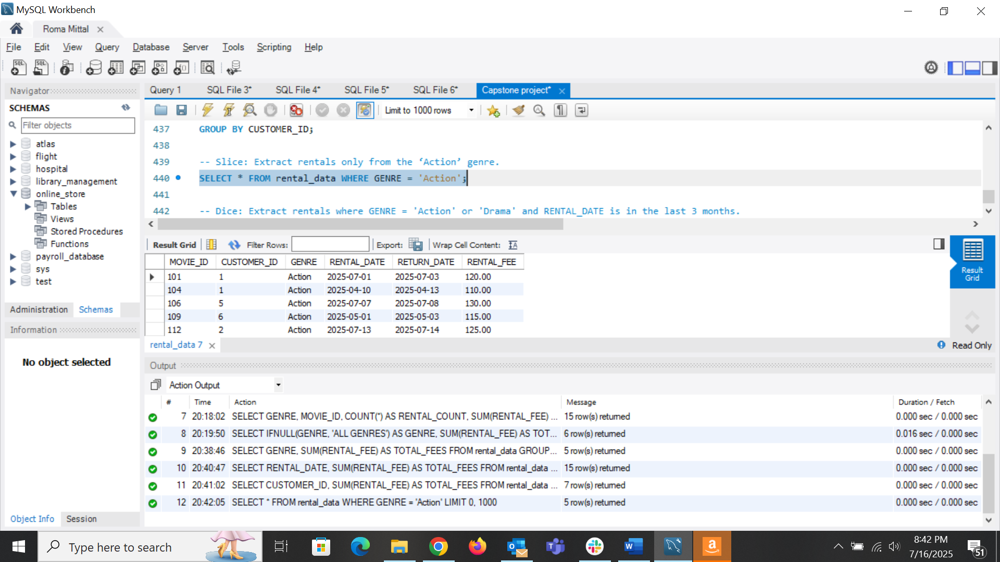 MySQL Workbench
Roma Mittal
File Edit View Query Database Server Tools Scripting Help
Navigator
SCHEMAS
Filter objects
atlas
flight
hospital
library_management
online_store
Tables
Views
Stored Procedures
Functions
payroll_database
sys
test
Administration Schemas
Information
No object selected
Object Info Session
Query 1 SQL File 3* SQL File 4* SQL File 5* SQL File 6* Capstone project*
Limit to 1000 rows
437 GROUP BY CUSTOMER_ID;
438
439 -- Slice: Extract rentals only from the ‘Action’ genre.
440 SELECT * FROM rental_data WHERE GENRE = 'Action';
441
442 -- Dice: Extract rentals where GENRE = 'Action' or 'Drama' and RENTAL_DATE is in the last 3 months.
Result Grid Filter Rows: Export: Wrap Cell Content:
MOVIE_ID CUSTOMER_ID GENRE RENTAL_DATE RETURN_DATE RENTAL_FEE
101 1 Action 2025-07-01 2025-07-03 120.00
104 1 Action 2025-04-10 2025-04-13 110.00
106 5 Action 2025-07-07 2025-07-08 130.00
109 6 Action 2025-05-01 2025-05-03 115.00
112 2 Action 2025-07-13 2025-07-14 125.00
Result
Grid
rental_data 7
Read Only
Output
Action Output
# Time Action Message Duration / Fetch
7 20:18:02 SELECT GENRE, MOVIE_ID, COUNT(*) AS RENTAL_COUNT, SUM(RENTAL_FEE) ... 15 row(s) returned 0.000 sec / 0.000 sec
8 20:19:50 SELECT IFNULL(GENRE, 'ALL GENRES') AS GENRE, SUM(RENTAL_FEE) AS TOT... 6 row(s) returned 0.016 sec / 0.000 sec
9 20:38:46 SELECT GENRE, SUM(RENTAL_FEE) AS TOTAL_FEES FROM rental_data GROUP... 5 row(s) returned 0.000 sec / 0.000 sec
10 20:40:47 SELECT RENTAL_DATE, SUM(RENTAL_FEE) AS TOTAL_FEES FROM rental_data ... 15 row(s) returned 0.000 sec / 0.000 sec
11 20:41:02 SELECT CUSTOMER_ID, SUM(RENTAL_FEE) AS TOTAL_FEES FROM rental_data ... 7 row(s) returned 0.000 sec / 0.000 sec
12 20:42:05 SELECT * FROM rental_data WHERE GENRE = 'Action' LIMIT 0, 1000 5 row(s) returned 0.000 sec / 0.000 sec
Type here to search
8:42 PM
7/16/2025
51